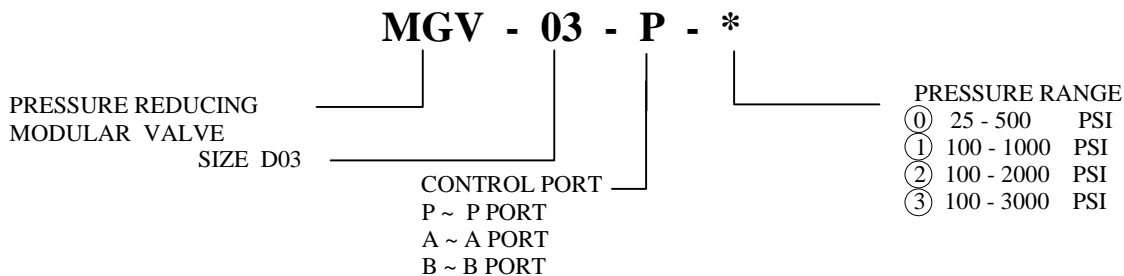 MGV - 03 - P - *
PRESSURE REDUCING
MODULAR VALVE
SIZE D03
CONTROL PORT
P ~ P PORT
A ~ A PORT
B ~ B PORT
PRESSURE RANGE
0 25 - 500 PSI
1 100 - 1000 PSI
2 100 - 2000 PSI
3 100 - 3000 PSI